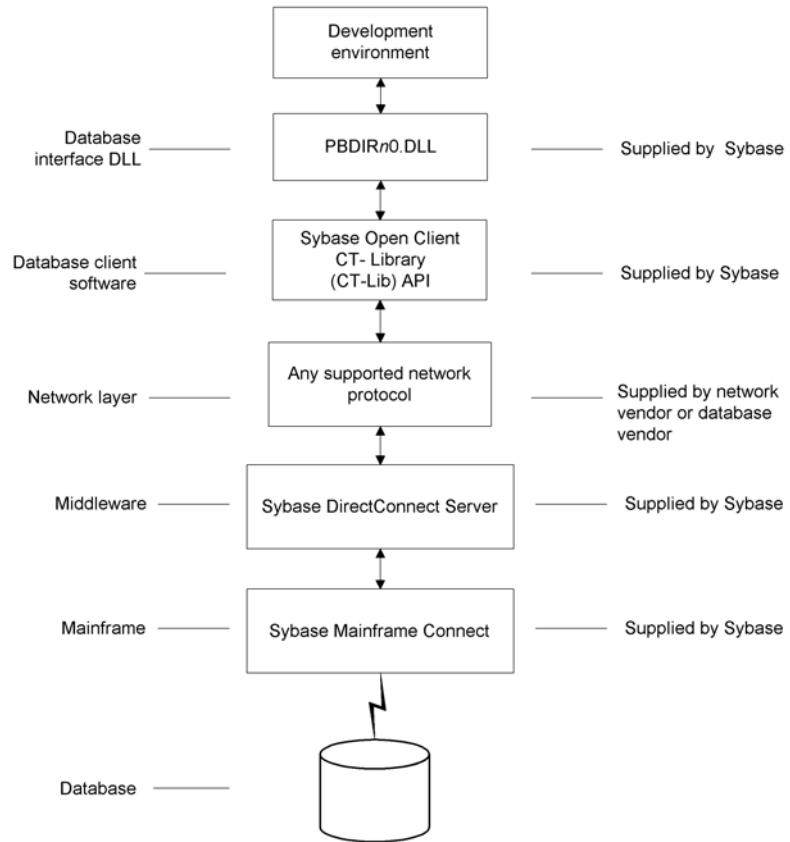 Development
environment
Database
interface DLL
PBDIRn0.DLL
Supplied by Sybase
Database client
software
Sybase Open Client
CT- Library
(CT-Lib) API
Supplied by Sybase
Network layer
Any supported network
protocol
Supplied by network
vendor or database
vendor
Middleware
Sybase DirectConnect Server
Supplied by Sybase
Mainframe
Sybase Mainframe Connect
Supplied by Sybase
Database